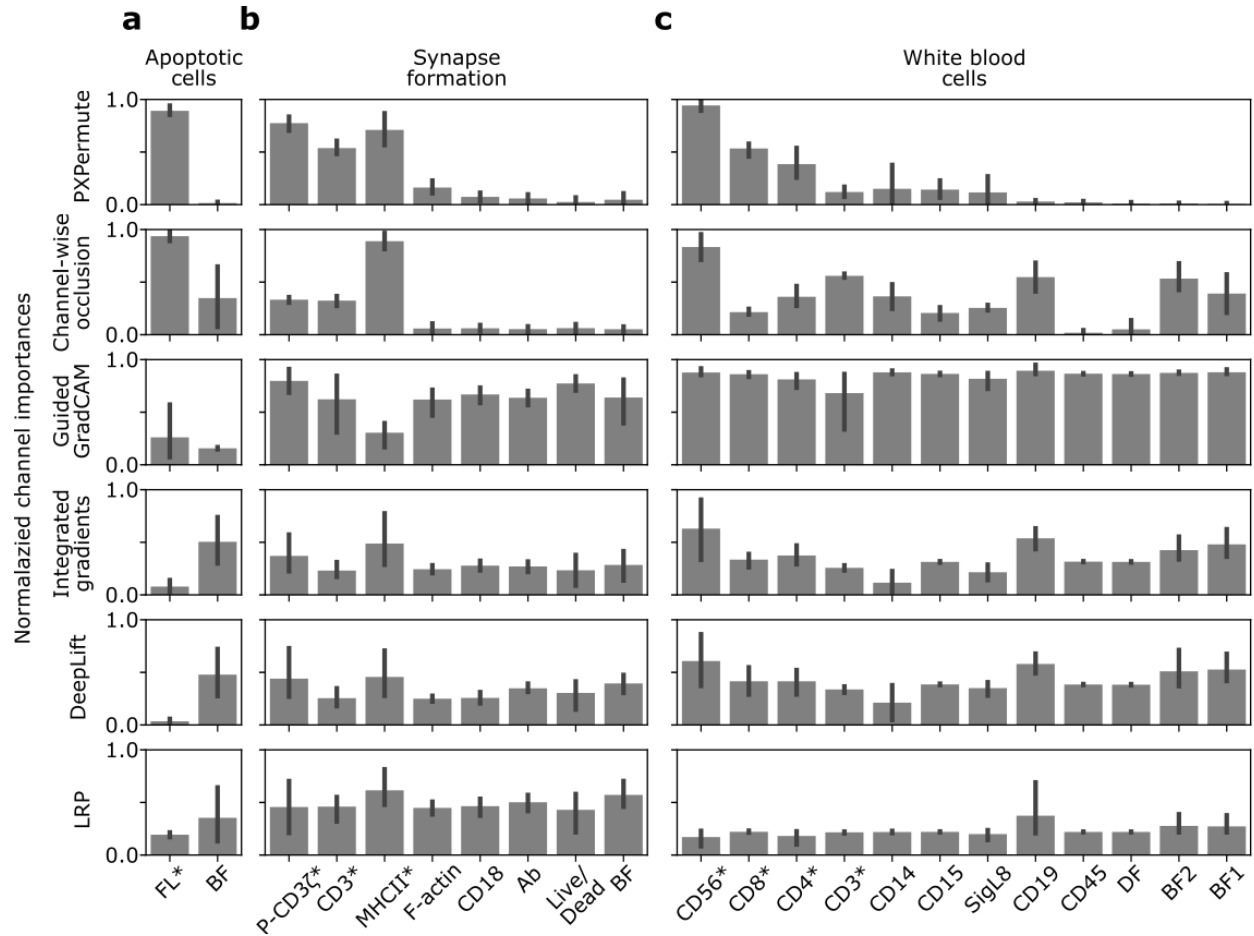 a
b
c
Apoptotic
cells
Synapse
formation
White blood
cells
Normalazied channel importances
PXPermute
1.0
0.0
Channel-wise
occlusion
1.0
0.0
Guided
GradCAM
1.0
0.0
Integrated
gradients
1.0
0.0
DeepLift
1.0
0.0
LRP
1.0
0.0
FL*
BF
P-CD3ζ*
CD3*
MHCII*
F-actin
CD18
Ab
Live/
Dead
BF
CD56*
CD8*
CD4*
CD3*
CD14
CD15
SigL8
CD19
CD45
DF
BF2
BF1